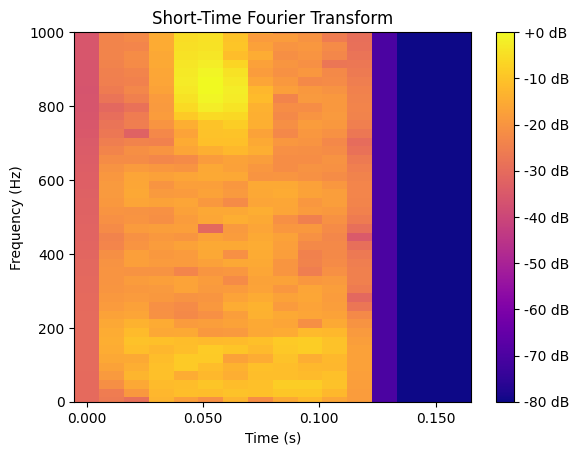 Short-Time Fourier Transform
Frequency (Hz)
1000
800
600
400
200
0
0.000
0.050
0.100
0.150
Time (s)
+0 dB
-10 dB
-20 dB
-30 dB
-40 dB
-50 dB
-60 dB
-70 dB
-80 dB